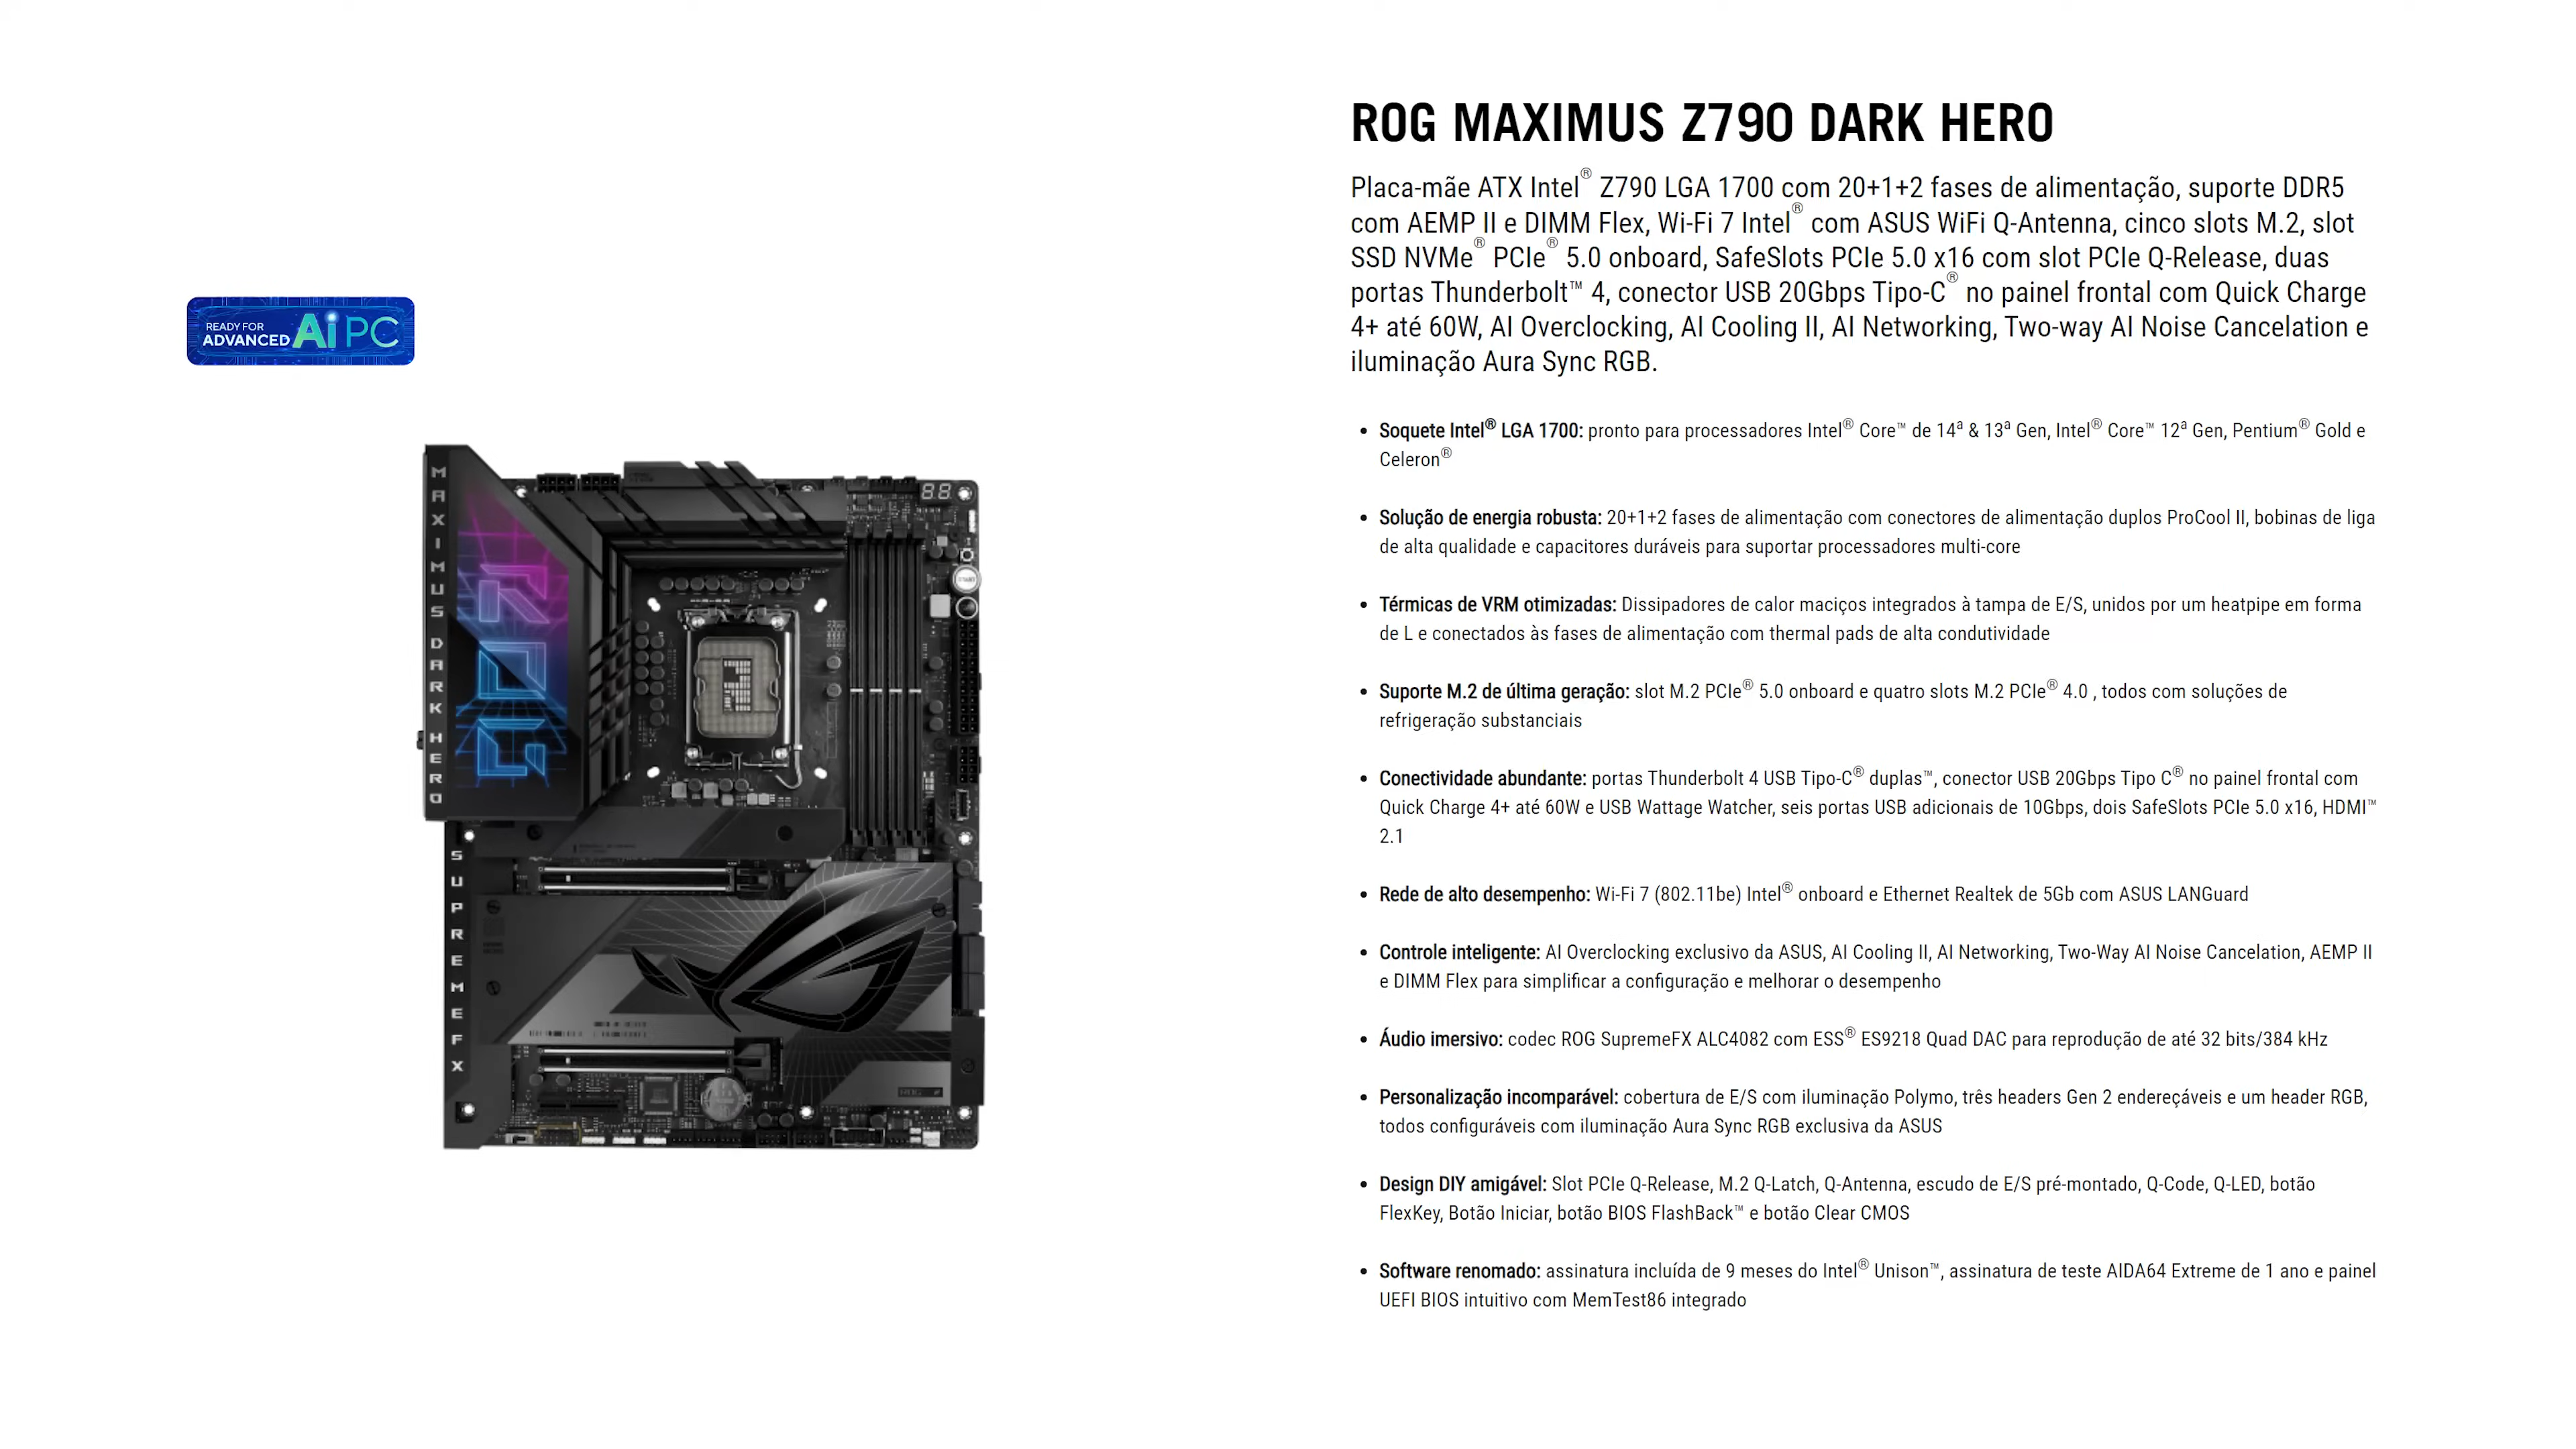 ROG MAXIMUS Z790 DARK HERO
Placa-mãe ATX Intel® Z790 LGA 1700 com 20+1+2 fases de alimentação, suporte DDR5
com AEMP II e DIMM Flex, Wi-Fi 7 Intel® com ASUS WiFi Q-Antenna, cinco slots M.2, slot
SSD NVMe® PCIe® 5.0 onboard, SafeSlots PCIe 5.0 x16 com slot PCIe Q-Release, duas
portas Thunderbolt™ 4, conector USB 20Gbps Tipo-C® no painel frontal com Quick Charge
4+ até 60W, AI Overclocking, AI Cooling II, AI Networking, Two-way AI Noise Cancelation e
iluminação Aura Sync RGB.
READY FOR
ADVANCED Ai PC
MAXIMUS DARK HERO
SUPREMEFX
• Soquete Intel® LGA 1700: pronto para processadores Intel® Core™ de 14ª & 13ª Gen, Intel® Core™ 12ª Gen, Pentium® Gold e
Celeron®
• Solução de energia robusta: 20+1+2 fases de alimentação com conectores de alimentação duplos ProCool II, bobinas de liga
de alta qualidade e capacitores duráveis para suportar processadores multi-core
• Térmicas de VRM otimizadas: Dissipadores de calor maciços integrados à tampa de E/S, unidos por um heatpipe em forma
de L e conectados às fases de alimentação com thermal pads de alta condutividade
• Suporte M.2 de última geração: slot M.2 PCIe® 5.0 onboard e quatro slots M.2 PCIe® 4.0 , todos com soluções de
refrigeração substanciais
• Conectividade abundante: portas Thunderbolt 4 USB Tipo-C® duplas™, conector USB 20Gbps Tipo C® no painel frontal com
Quick Charge 4+ até 60W e USB Wattage Watcher, seis portas USB adicionais de 10Gbps, dois SafeSlots PCIe 5.0 x16, HDMI™
2.1
• Rede de alto desempenho: Wi-Fi 7 (802.11be) Intel® onboard e Ethernet Realtek de 5Gb com ASUS LANGuard
• Controle inteligente: AI Overclocking exclusivo da ASUS, AI Cooling II, AI Networking, Two-Way AI Noise Cancelation, AEMP II
e DIMM Flex para simplificar a configuração e melhorar o desempenho
• Áudio imersivo: codec ROG SupremeFX ALC4082 com ESS® ES9218 Quad DAC para reprodução de até 32 bits/384 kHz
• Personalização incomparável: cobertura de E/S com iluminação Polymo, três headers Gen 2 endereçáveis e um header RGB,
todos configuráveis com iluminação Aura Sync RGB exclusiva da ASUS
• Design DIY amigável: Slot PCIe Q-Release, M.2 Q-Latch, Q-Antenna, escudo de E/S pré-montado, Q-Code, Q-LED, botão
FlexKey, Botão Iniciar, botão BIOS FlashBack™ e botão Clear CMOS
• Software renomado: assinatura incluída de 9 meses do Intel® Unison™, assinatura de teste AIDA64 Extreme de 1 ano e painel
UEFI BIOS intuitivo com MemTest86 integrado